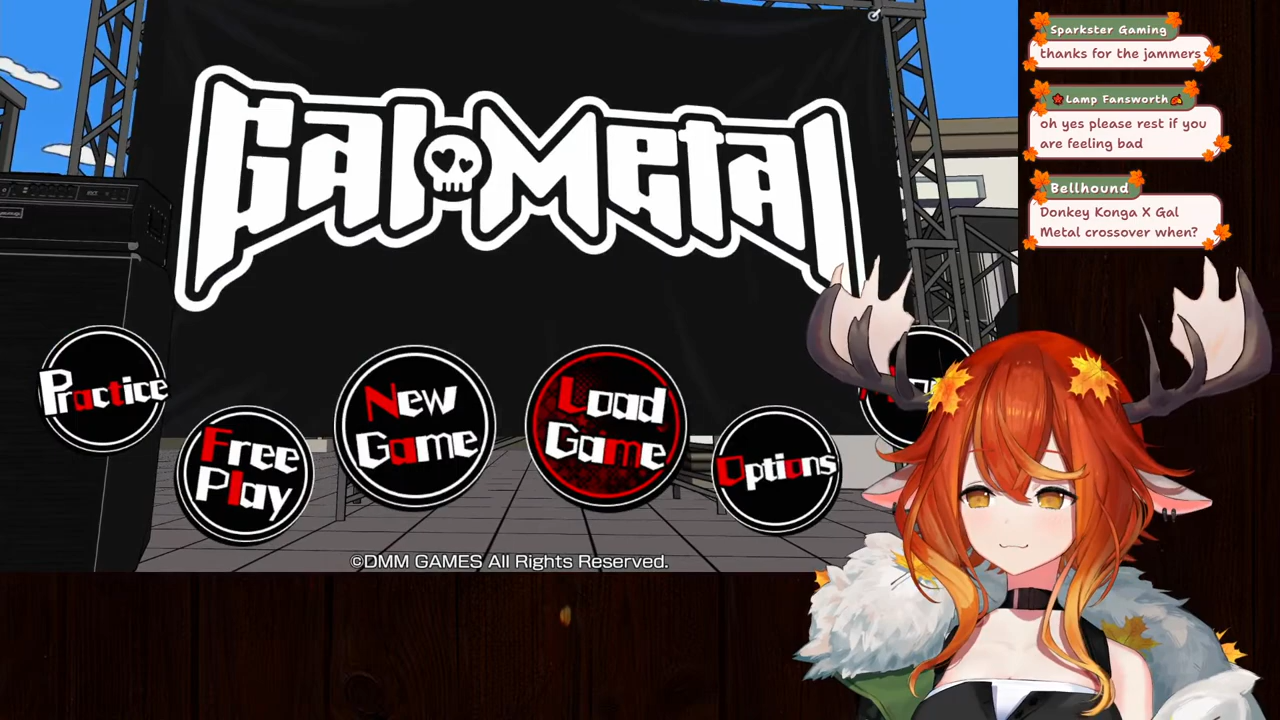 Gal Metal
Practice
Free
Play
New
Game
Load
Game
Options
©DMM GAMES All Rights Reserved.
Sparkster Gaming
thanks for the jammers
Lamp Fansworth
oh yes please rest if you
are feeling bad
Bellhound
Donkey Konga X Gal
Metal crossover when?